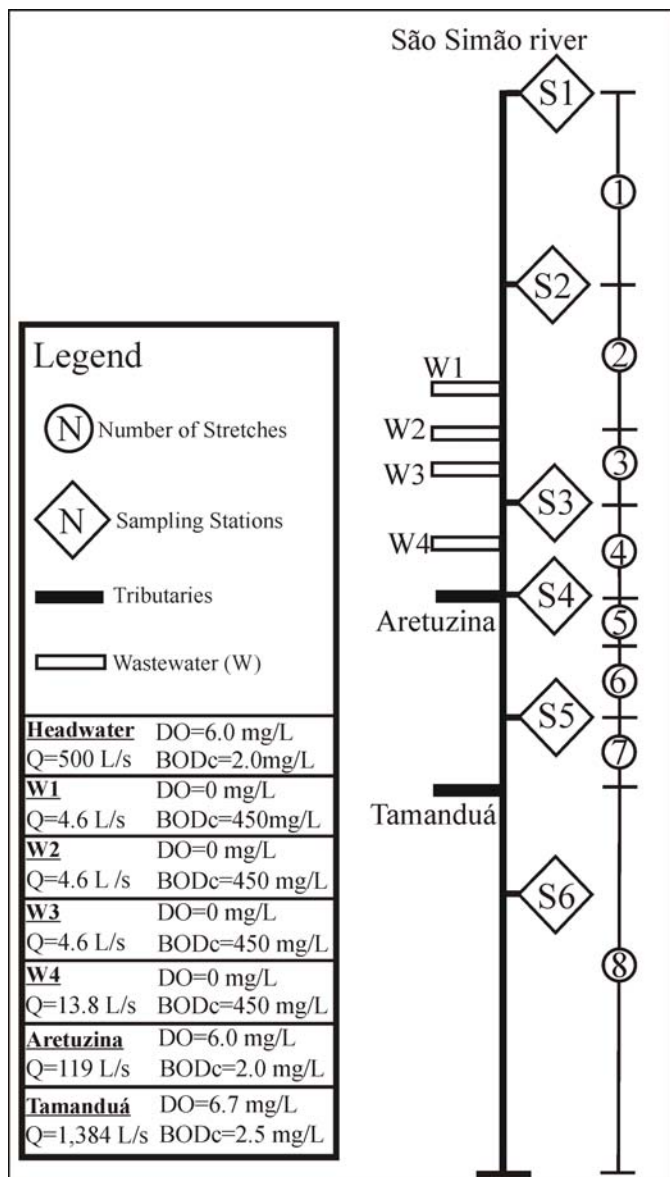 São Simão river
S1
1
S2
2
W1
W2
3
W3
S3
W4
4
S4
Aretuzina
5
6
S5
7
Tamanduá
S6
8
Legend
N Number of Stretches
N Sampling Stations
Tributaries
Wastewater (W)
Headwater DO=6.0 mg/L
Q=500 L/s BODc=2.0mg/L
W1 DO=0 mg/L
Q=4.6 L/s BODc=450mg/L
W2 DO=0 mg/L
Q=4.6 L /s BODc=450 mg/L
W3 DO=0 mg/L
Q=4.6 L/s BODc=450 mg/L
W4 DO=0 mg/L
Q=13.8 L/s BODc=450 mg/L
Aretuzina DO=6.0 mg/L
Q=119 L/s BODc=2.0 mg/L
Tamanduá DO=6.7 mg/L
Q=1,384 L/s BODc=2.5 mg/L